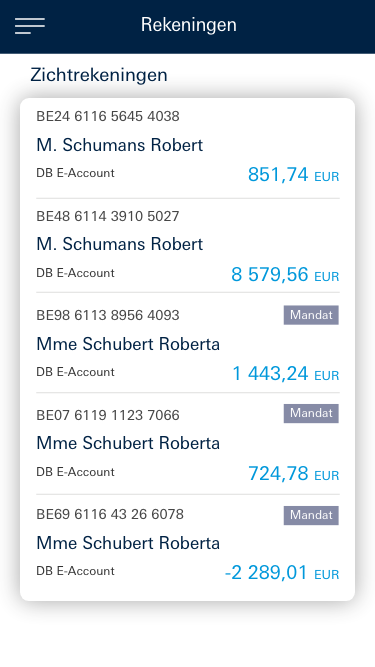 Rekeningen
Zichtrekeningen
BE24 6116 5645 4038
M. Schumans Robert
DB E-Account 851,74 EUR
BE48 6114 3910 5027
M. Schumans Robert
DB E-Account 8 579,56 EUR
BE98 6113 8956 4093 Mandat
Mme Schubert Roberta
DB E-Account 1 443,24 EUR
BE07 6119 1123 7066 Mandat
Mme Schubert Roberta
DB E-Account 724,78 EUR
BE69 6116 43 26 6078 Mandat
Mme Schubert Roberta
DB E-Account -2 289,01 EUR